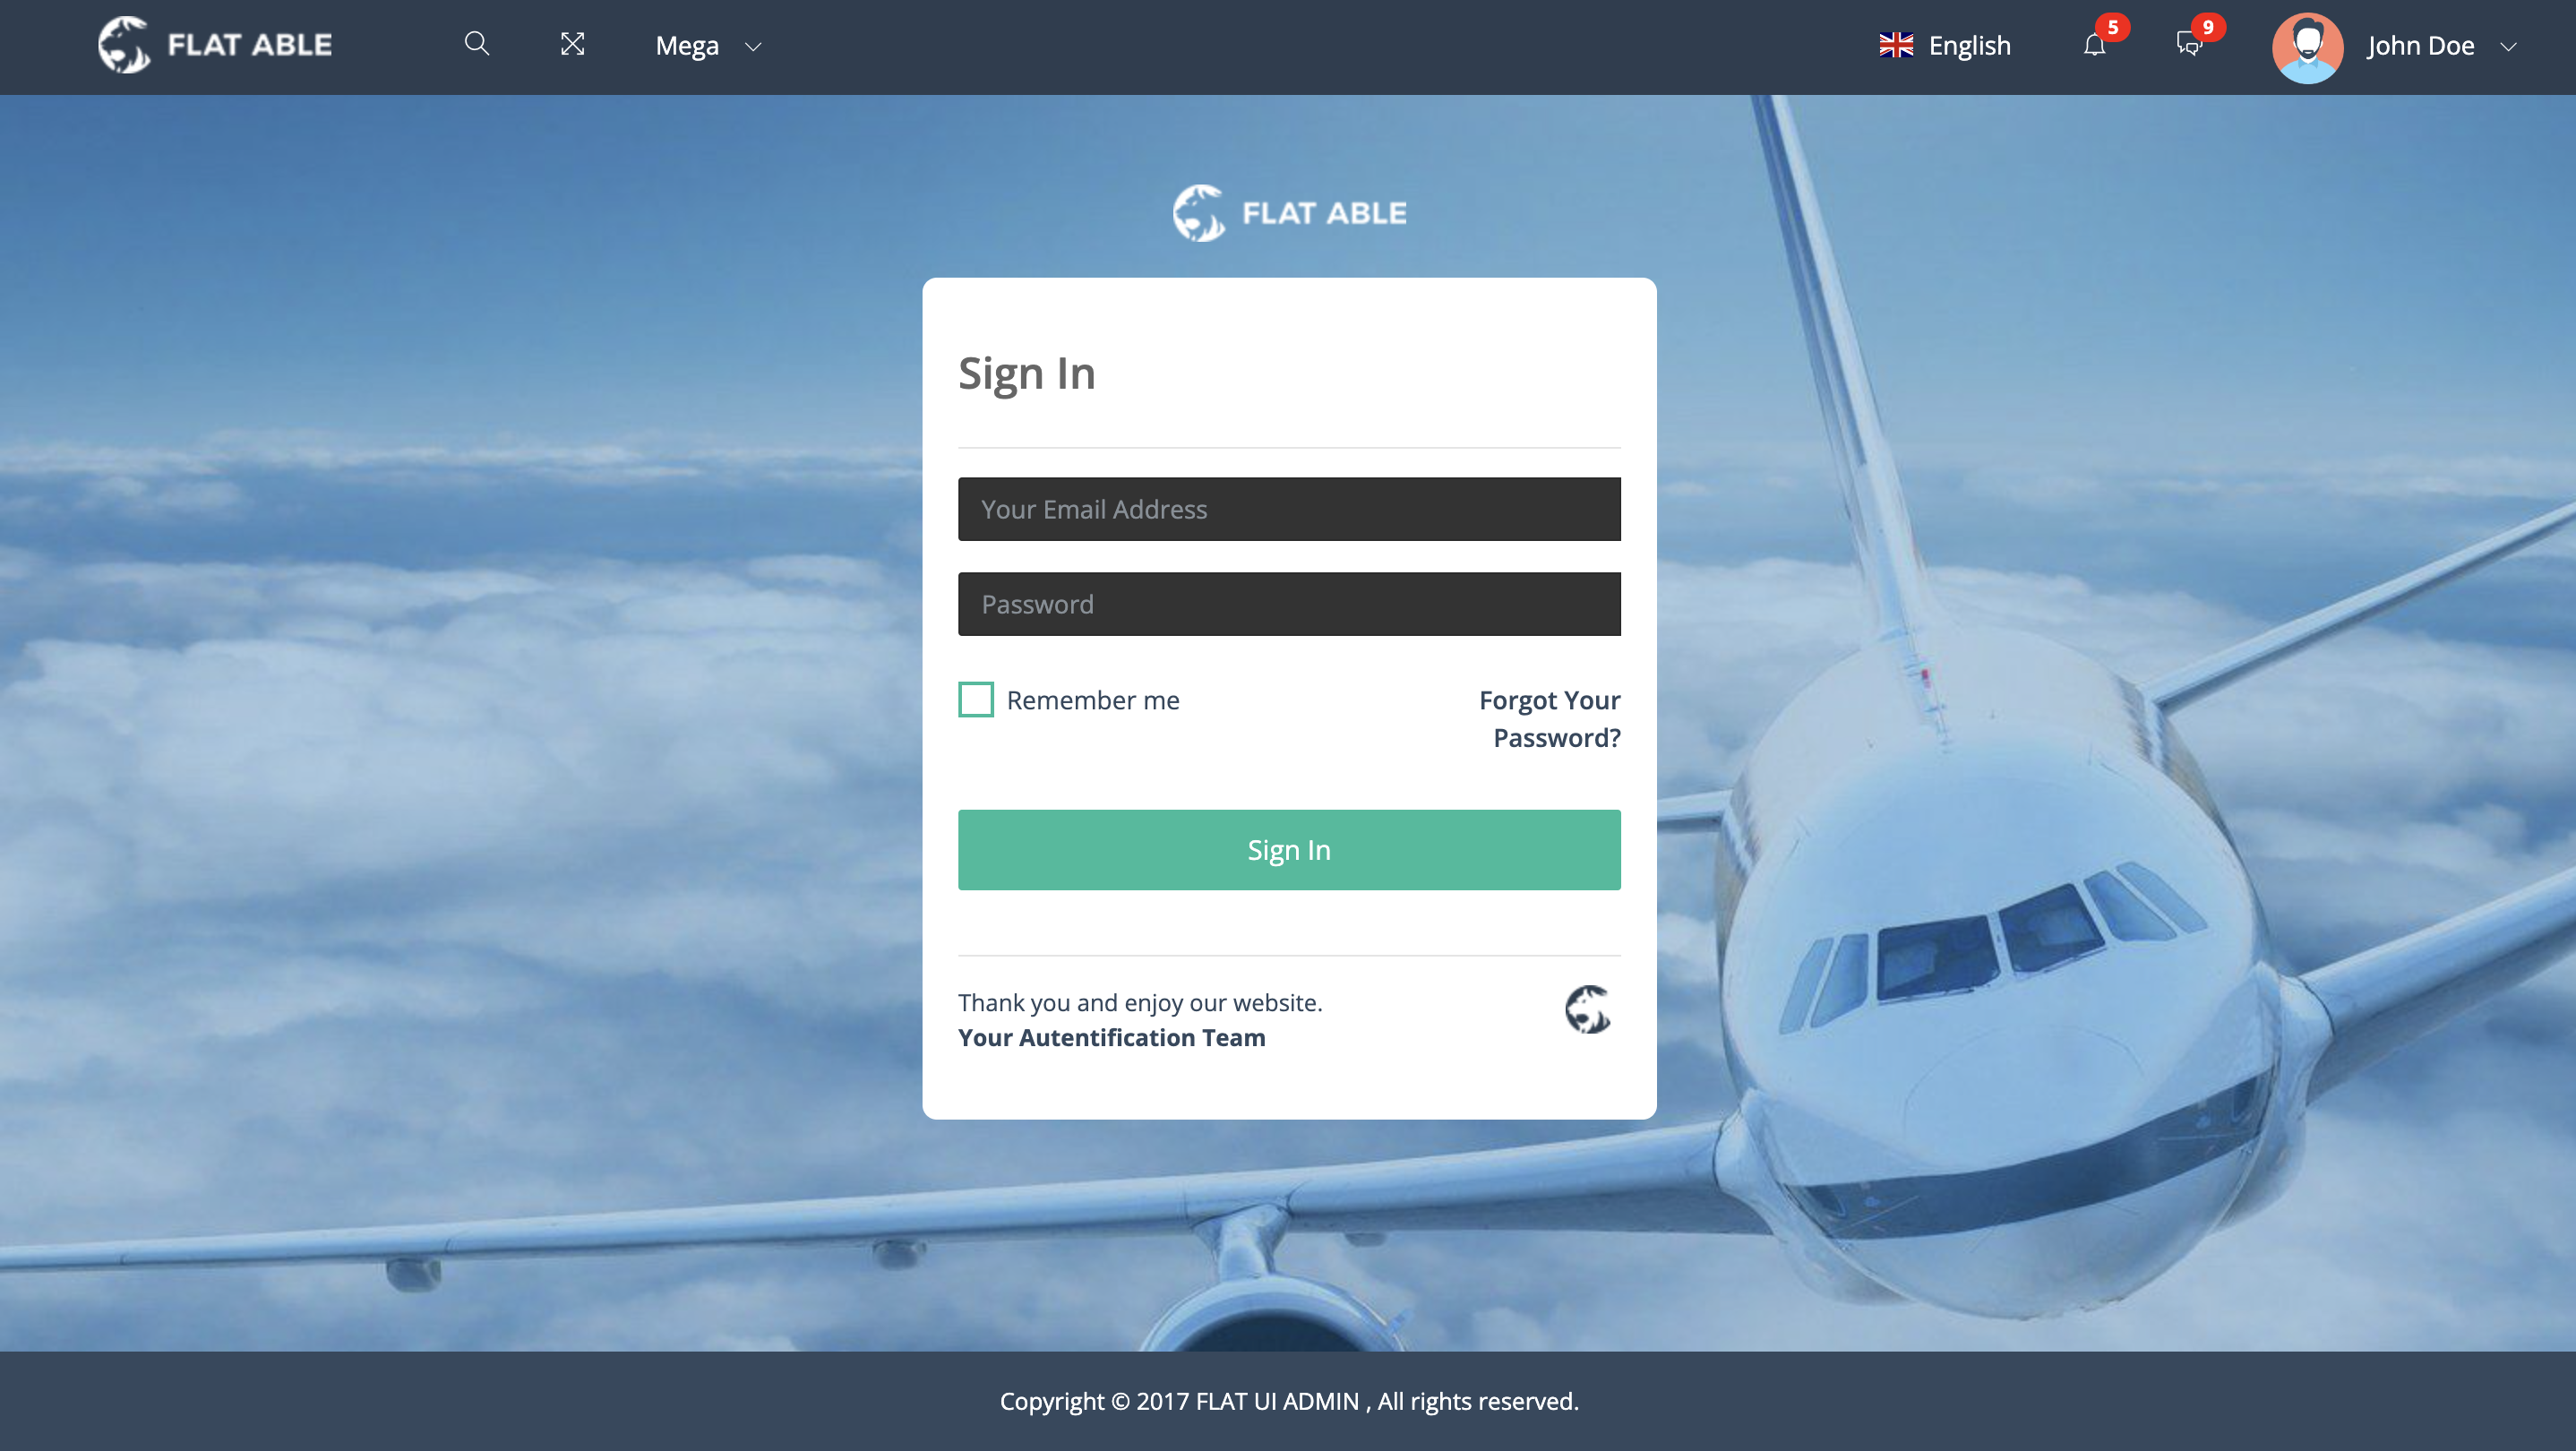 FLAT ABLE
Mega
English
5
9
John Doe
FLAT ABLE
Sign In
Your Email Address
Password
Remember me
Forgot Your
Password?
Sign In
Thank you and enjoy our website.
Your Autentification Team
Copyright © 2017 FLAT UI ADMIN , All rights reserved.